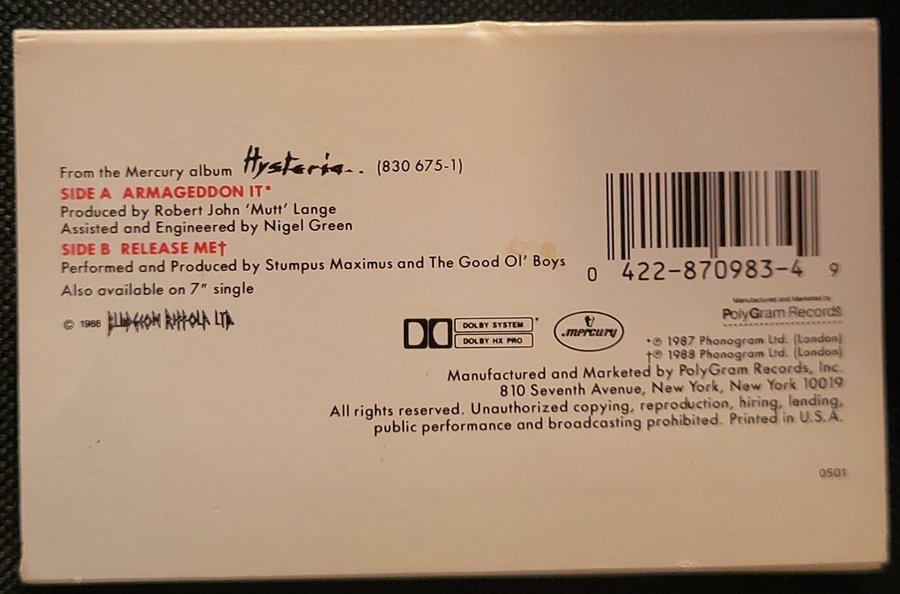 From the Mercury album Hysteria.. (830 675-1)
SIDE A ARMAGEDDON IT•
Produced by Robert John ‘Mutt’ Lange
Assisted and Engineered by Nigel Green
SIDE B RELEASE ME†
Performed and Produced by Stumpus Maximus and The Good Ol’ Boys
Also available on 7” single
© 1988 BLUDGEON RIFFOLA LTD
0 422-870983-4 9
DOLBY SYSTEM
DOLBY HX PRO
mercury
Manufactured and Marketed by
PolyGram Records
•℗ 1987 Phonogram Ltd. (London)
†℗ 1988 Phonogram Ltd. (London)
Manufactured and Marketed by PolyGram Records, Inc.
810 Seventh Avenue, New York, New York 10019
All rights reserved. Unauthorized copying, reproduction, hiring, lending,
public performance and broadcasting prohibited. Printed in U.S.A.
0501